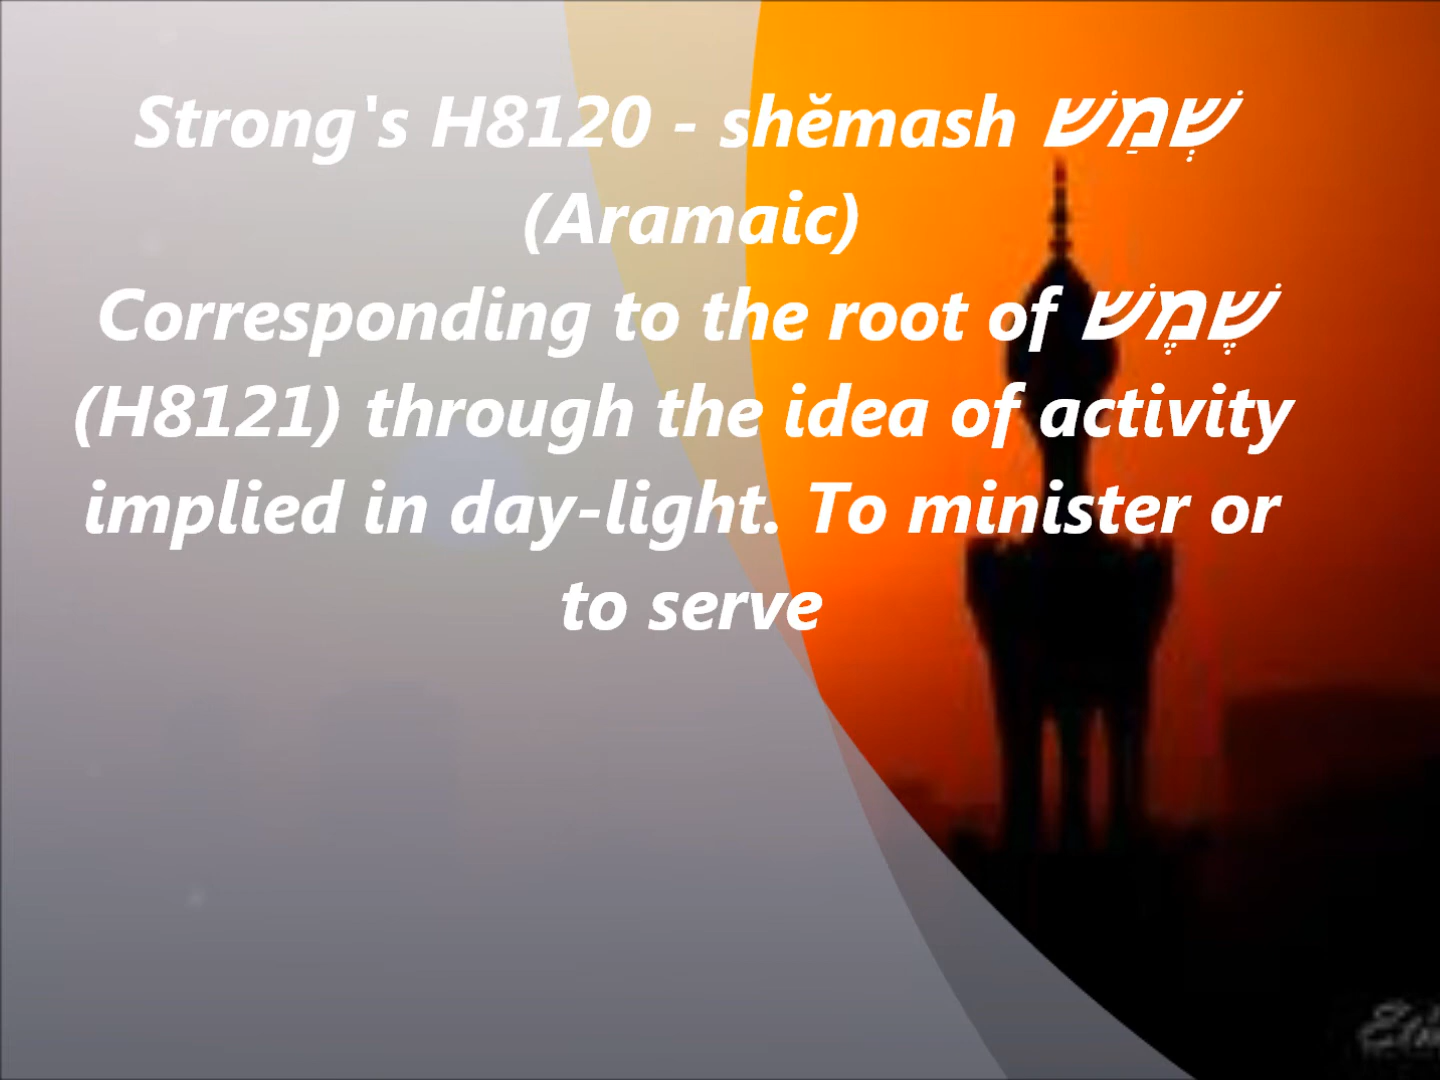 Strong's H8120 - shĕmash שְׁמַשׁ
(Aramaic)
Corresponding to the root of שֶׁמֶשׁ
(H8121) through the idea of activity
implied in day-light. To minister or
to serve